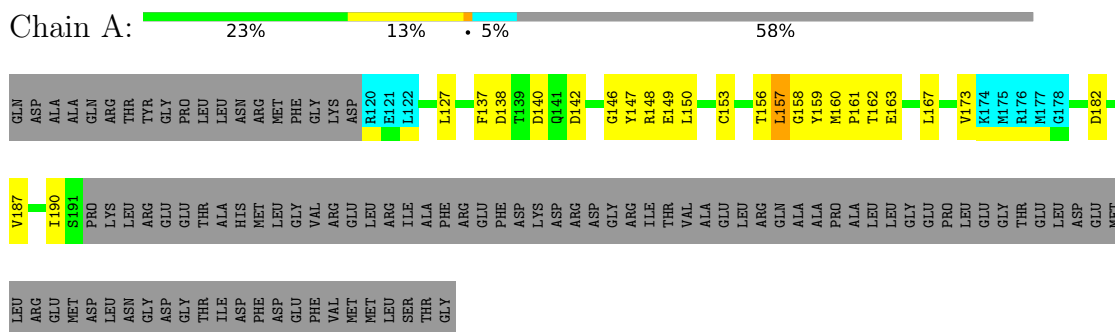 Chain A:
23% 13% • 5% 58%
GLN ASP ALA ALA GLN ARG THR TYR GLY PRO LEU LEU ASN ARG MET PHE GLY LYS ASP R120 E121 L122 L127 F137 D138 T139 D140 Q141 D142 G146 Y147 R148 E149 L150 C153 T156 L157 G158 Y159 M160 P161 T162 E163 L167 V173 K174 M175 R176 M177 G178 D182
V187 I190 S191 PRO LYS LEU ARG GLU GLU THR ALA HIS MET LEU GLY VAL ARG GLU LEU ARG ILE ALA PHE ARG GLU PHE ASP LYS ASP ARG ASP GLY ARG ILE THR VAL ALA GLU LEU ARG GLN ALA ALA PRO ALA LEU LEU GLY GLU PRO LEU GLU GLY THR GLU LEU ASP GLU MET
LEU ARG GLU MET ASP LEU ASN GLY ASP GLY THR ILE ASP PHE ASP GLU PHE VAL MET MET LEU SER THR GLY